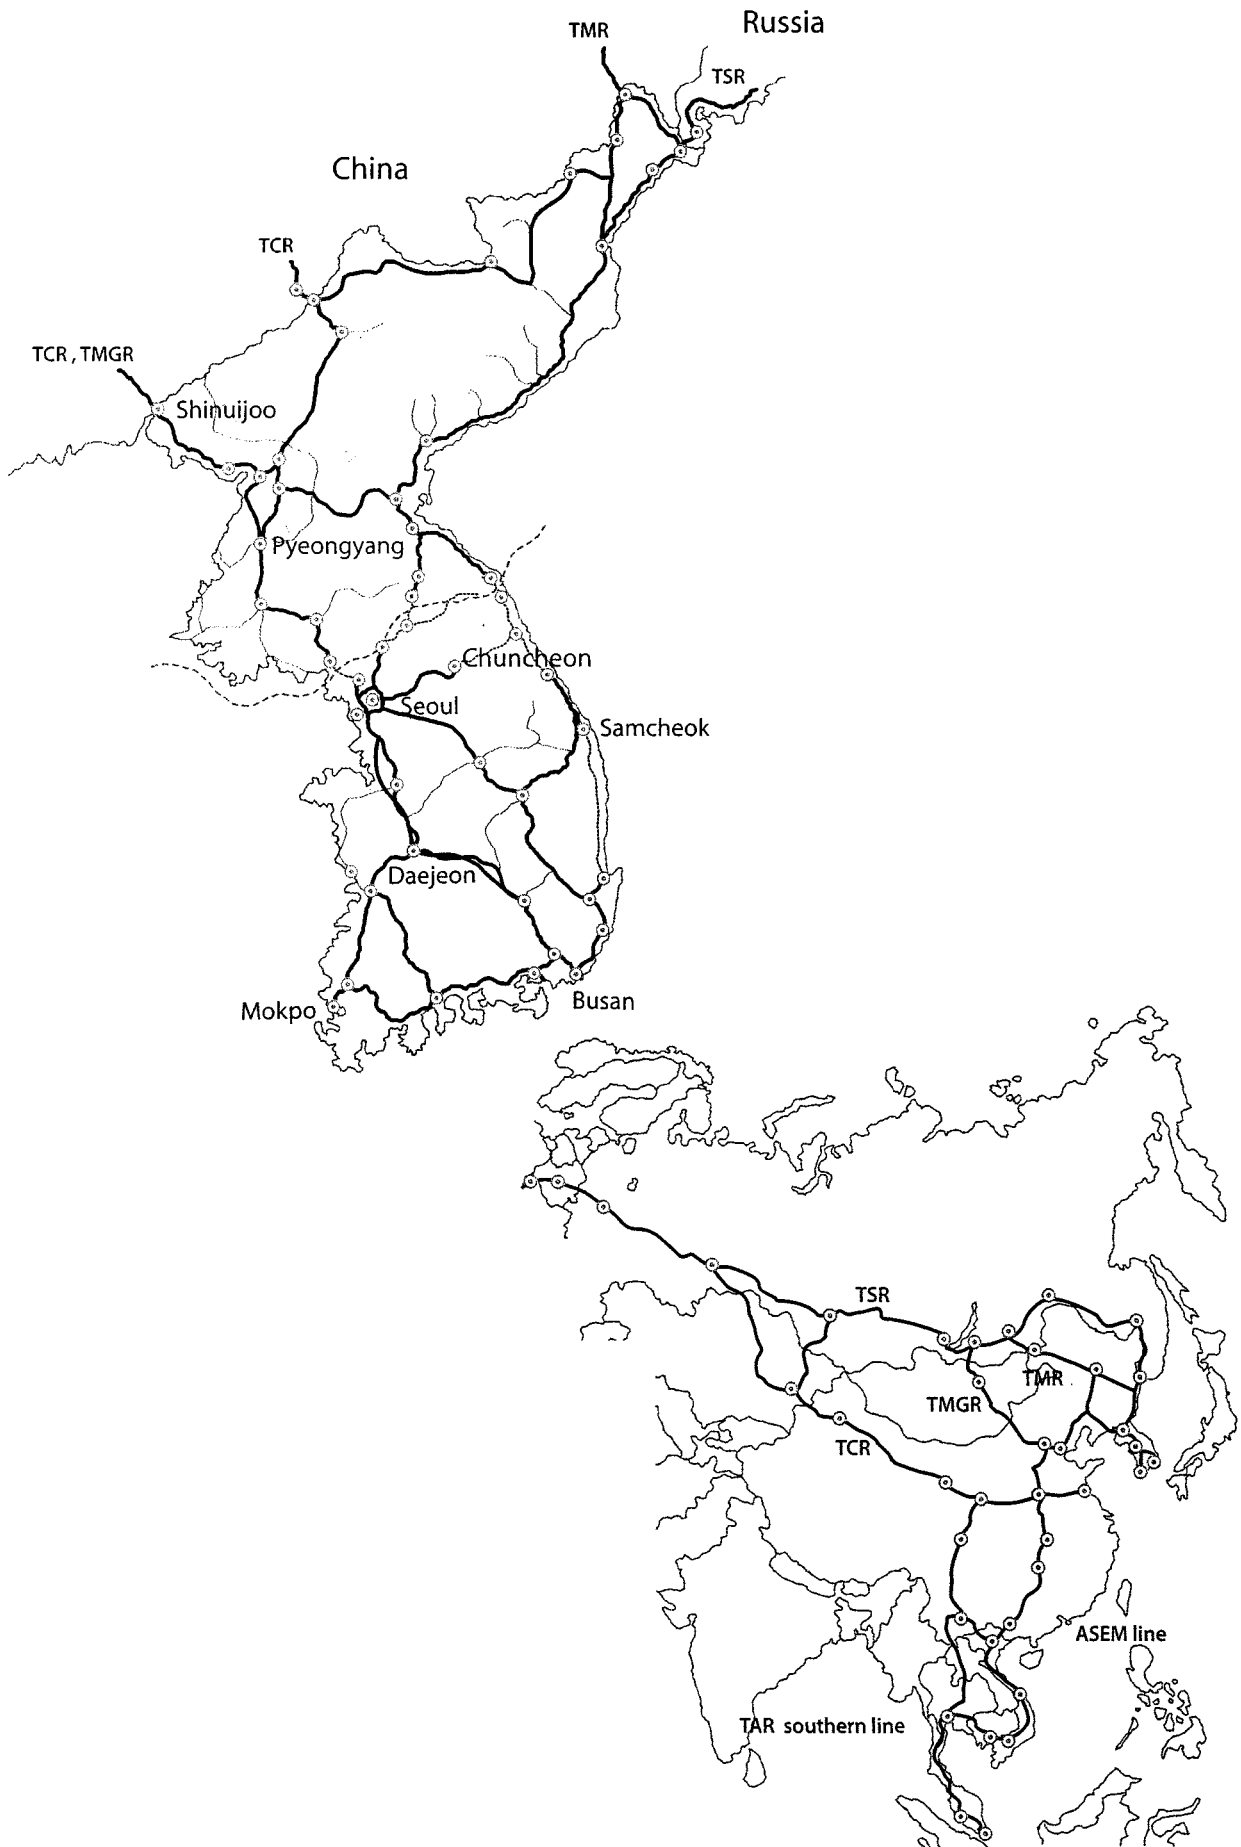 Russia
TMR
TSR
China
TCR
TCR, TMGR
Shinuijoo
Pyeongyang
Chuncheon
Seoul
Samcheok
Daejeon
Mokpo
Busan
TSR
TMR
TMGR
TCR
ASEM line
TAR southern line